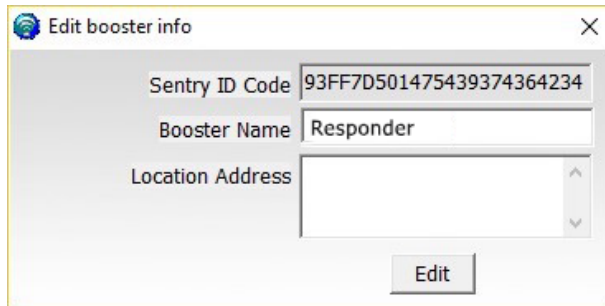 Edit booster info
Sentry ID Code 93FF7D501475439374364234
Booster Name Responder
Location Address
Edit